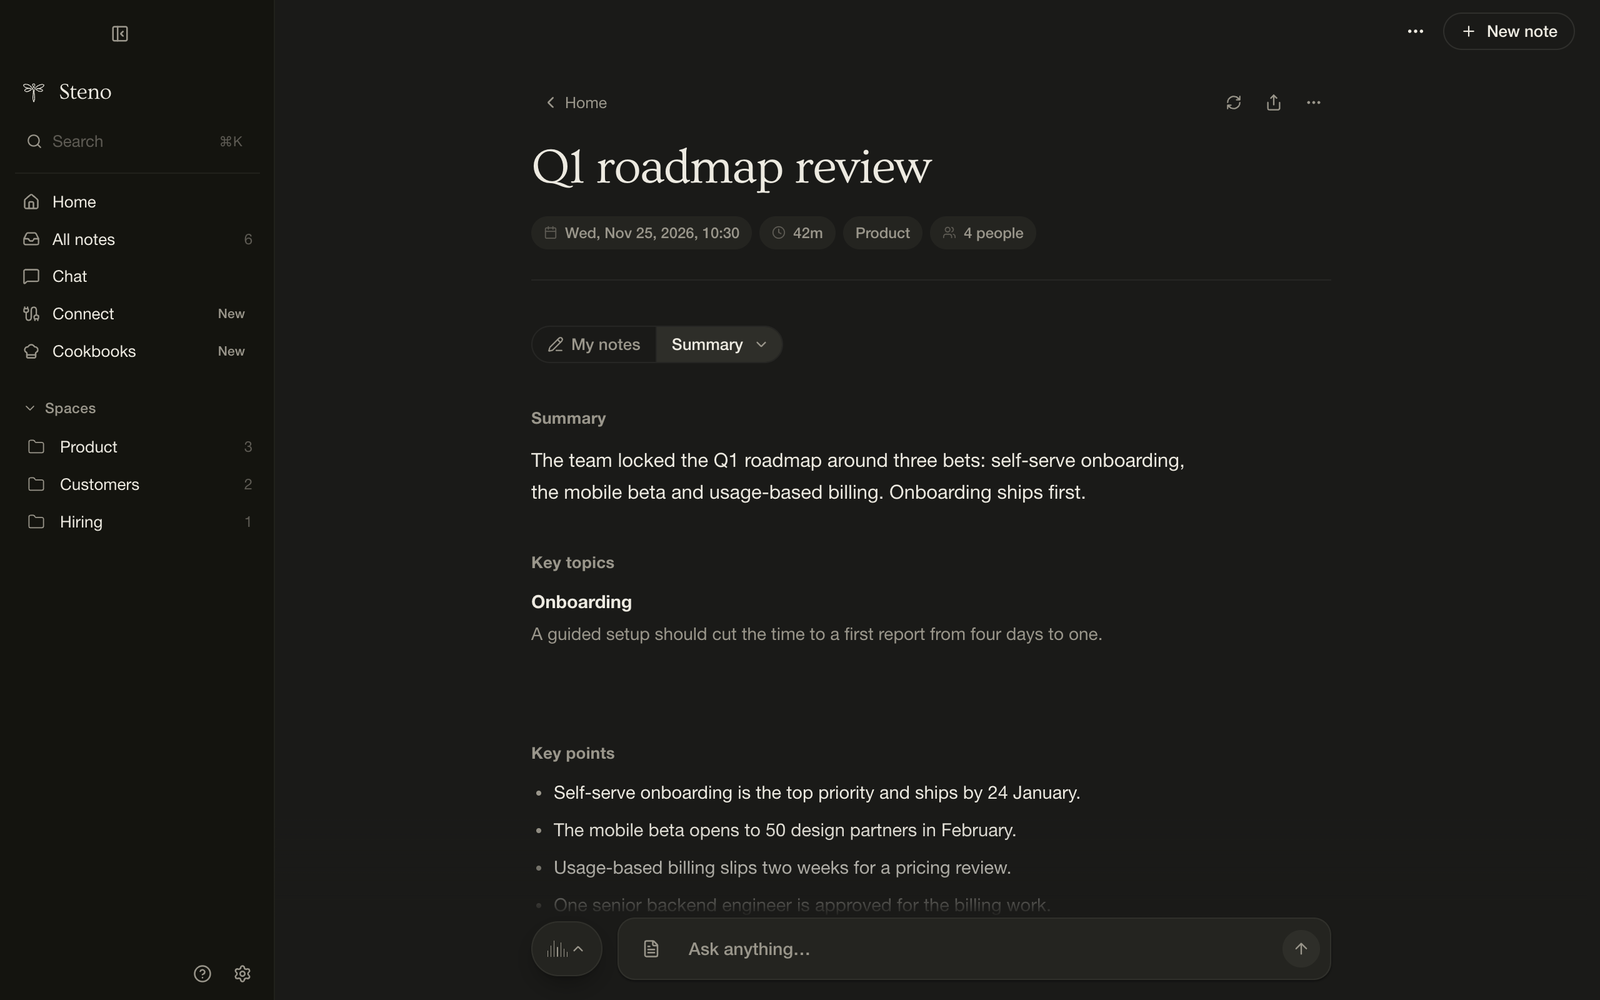 Steno
Search ⌘K
Home
All notes 6
Chat
Connect New
Cookbooks New
Spaces
Product 3
Customers 2
Hiring 1
New note
Home
Q1 roadmap review
Wed, Nov 25, 2026, 10:30 42m Product 4 people
My notes Summary
Summary
The team locked the Q1 roadmap around three bets: self-serve onboarding,
the mobile beta and usage-based billing. Onboarding ships first.
Key topics
Onboarding
A guided setup should cut the time to a first report from four days to one.
Key points
• Self-serve onboarding is the top priority and ships by 24 January.
• The mobile beta opens to 50 design partners in February.
• Usage-based billing slips two weeks for a pricing review.
• One senior backend engineer is approved for the billing work.
Ask anything...